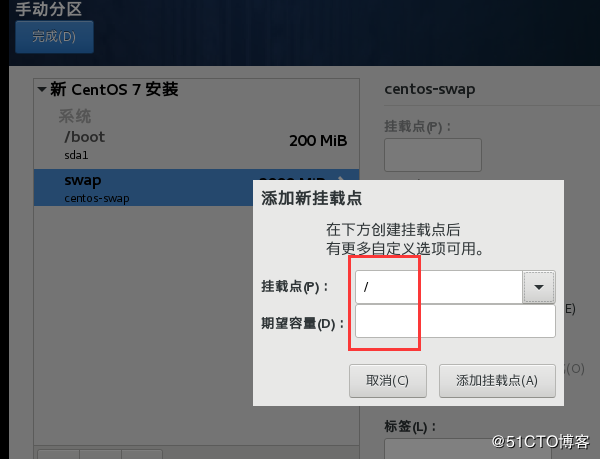 手动分区
完成(D)
新 CentOS 7 安装
系统
/boot
200 MiB
sda1
swap
centos-swap
centos-swap
挂载点(P)：
添加新挂载点
在下方创建挂载点后
有更多自定义选项可用。
挂载点(P)：
/
期望容量(D)：
取消(C)
添加挂载点(A)
E)
(O)
标签(L)：
@51CTO博客